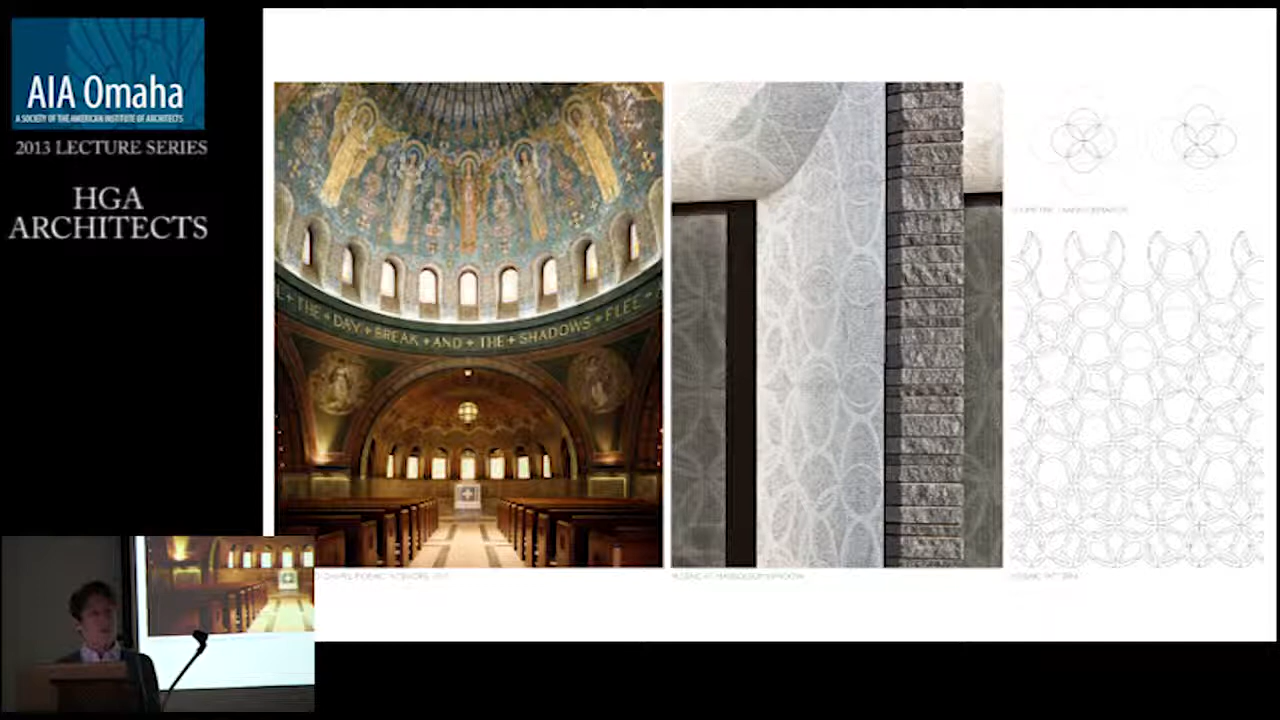 AIA Omaha
A SOCIETY OF THE AMERICAN INSTITUTE OF ARCHITECTS
2013 LECTURE SERIES
HGA
ARCHITECTS
THE + DAY + BREAK + AND + THE + SHADOWS + FLEE